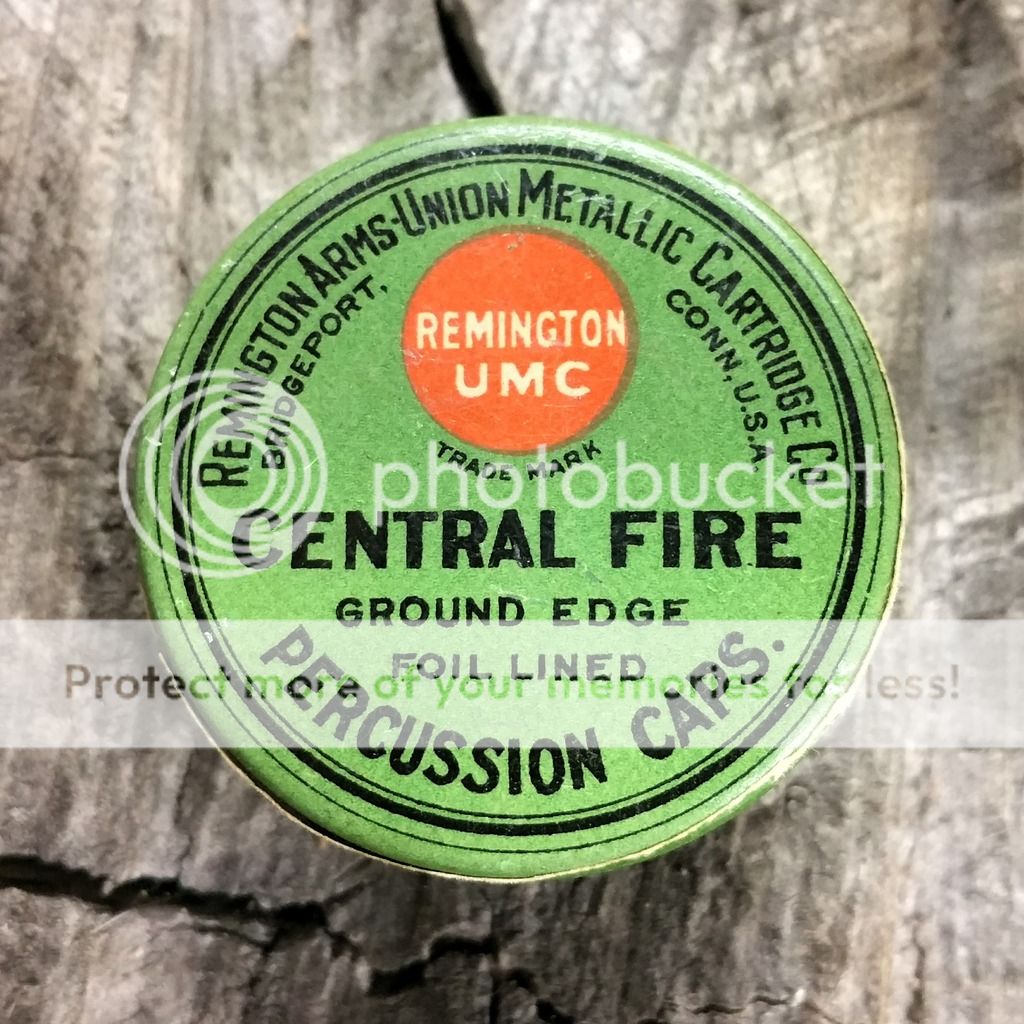 REMINGTON ARMS-UNION METALLIC CARTRIDGE CO
BRIDGEPORT, CONN, U.S.A
REMINGTON
UMC
TRADE MARK
photobucket
CENTRAL FIRE
GROUND EDGE
FOIL LINED
Protect more of your memories for less!
PERCUSSION CAPS.